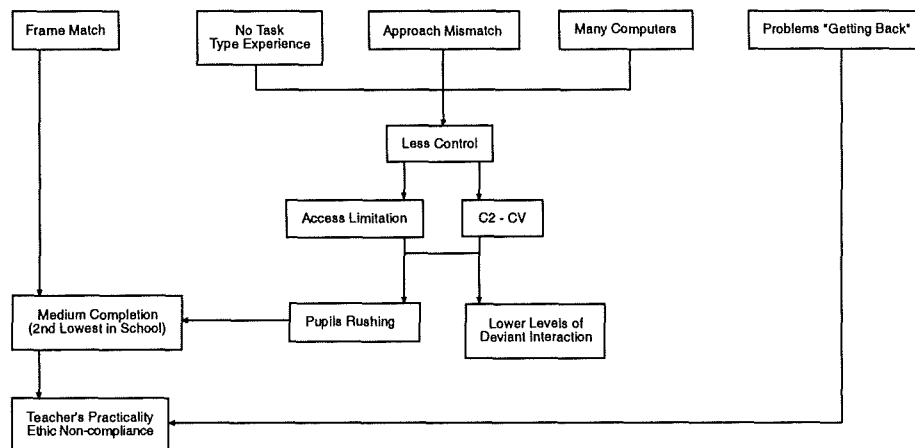 Frame Match
No Task
Type Experience
Approach Mismatch
Many Computers
Problems "Getting Back"
Less Control
Access Limitation
C2 - CV
Medium Completion
(2nd Lowest in School)
Pupils Rushing
Lower Levels of
Deviant Interaction
Teacher's Practicality
Ethic Non-compliance